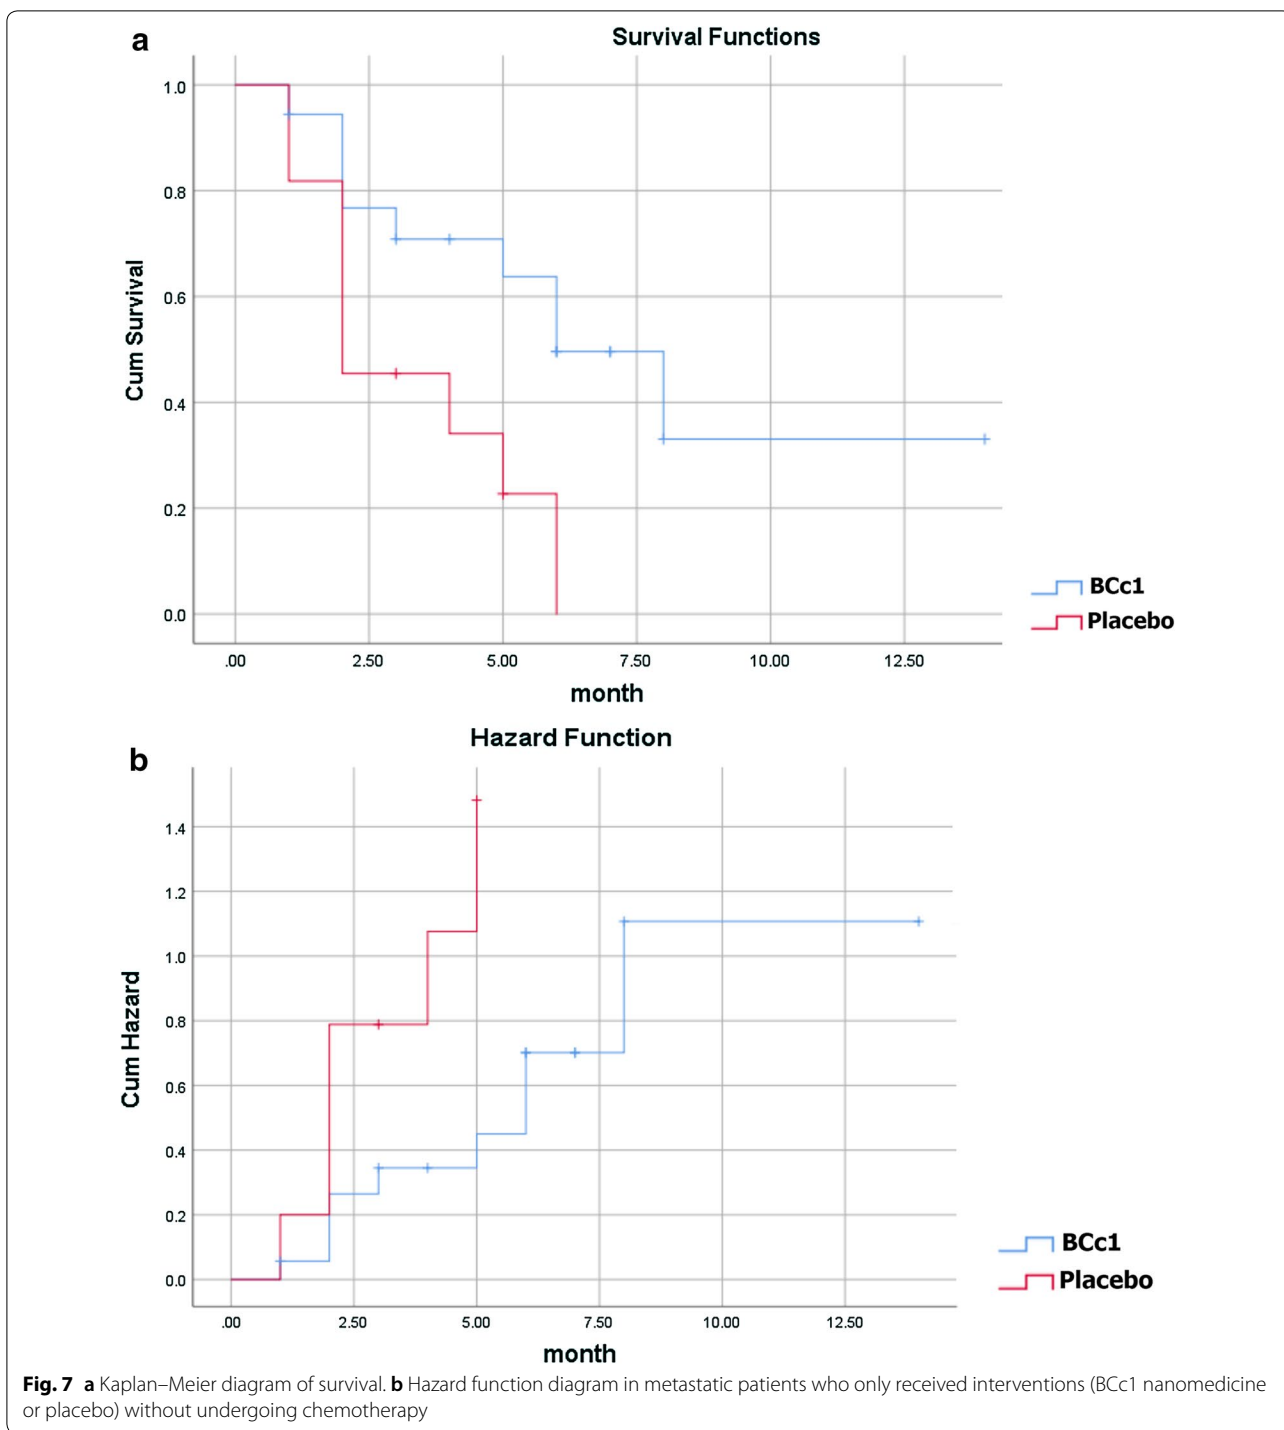 a
Survival Functions
1.0
0.8
0.6
0.4
0.2
0.0
Cum Survival
.00 2.50 5.00 7.50 10.00 12.50
month
BCc1
Placebo
b
Hazard Function
1.4
1.2
1.0
0.8
0.6
0.4
0.2
0.0
Cum Hazard
.00 2.50 5.00 7.50 10.00 12.50
month
BCc1
Placebo
Fig. 7 a Kaplan–Meier diagram of survival. b Hazard function diagram in metastatic patients who only received interventions (BCc1 nanomedicine
or placebo) without undergoing chemotherapy